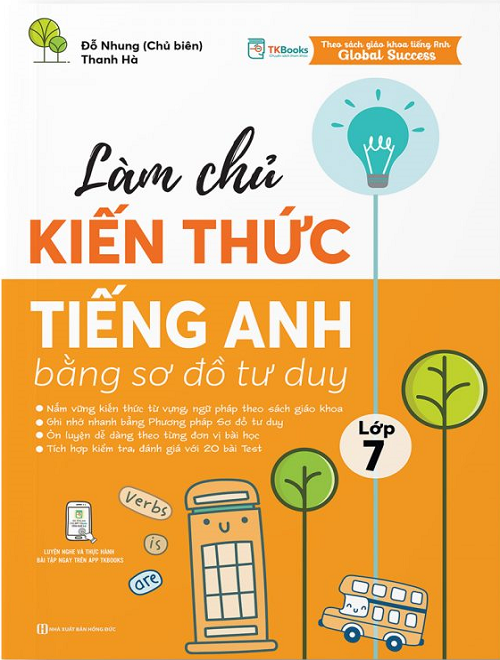 Đỗ Nhung (Chủ biên)
Thanh Hà
TKBooks
Theo sách giáo khoa tiếng Anh
Global Success
Làm chủ
KIẾN THỨC
TIẾNG ANH
bằng sơ đồ tư duy
Nắm vững kiến thức từ vựng, ngữ pháp theo sách giáo khoa
Ghi nhớ nhanh bằng Phương pháp Sơ đồ tư duy
Ôn luyện dễ dàng theo từng đơn vị bài học
Tích hợp kiểm tra, đánh giá với 20 bài Test
Lớp
7
verbs
is
are
LUYỆN NGHE VÀ THỰC HÀNH
BÀI TẬP NGAY TRÊN APP TKBOOKS
NHÀ XUẤT BẢN HỒNG ĐỨC